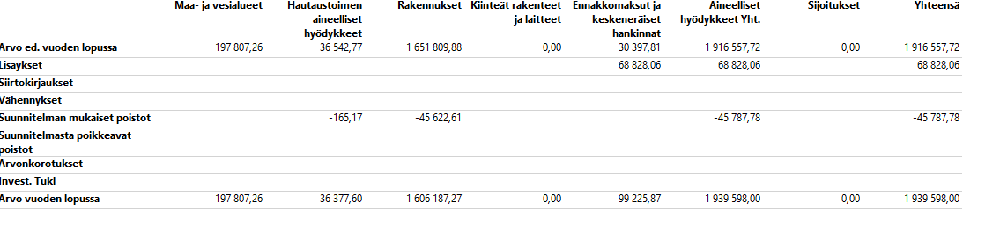 Maa- ja vesialueet Hautaustoimen aineelliset hyödykkeet Rakennukset Kiinteät rakenteet ja laitteet Ennakkomaksut ja keskeneräiset hankinnat Aineelliset hyödykkeet Yht. Sijoitukset Yhteensä
Arvo ed. vuoden lopussa 197 807,26 36 542,77 1 651 809,88 0,00 30 397,81 1 916 557,72 0,00 1 916 557,72
Lisäykset 68 828,06 68 828,06 68 828,06
Siirtokirjaukset
Vähennykset
Suunnitelman mukaiset poistot -165,17 -45 622,61 -45 787,78 -45 787,78
Suunnitelmasta poikkeavat
poistot
Arvonkorotukset
Invest. Tuki
Arvo vuoden lopussa 197 807,26 36 377,60 1 606 187,27 0,00 99 225,87 1 939 598,00 0,00 1 939 598,00